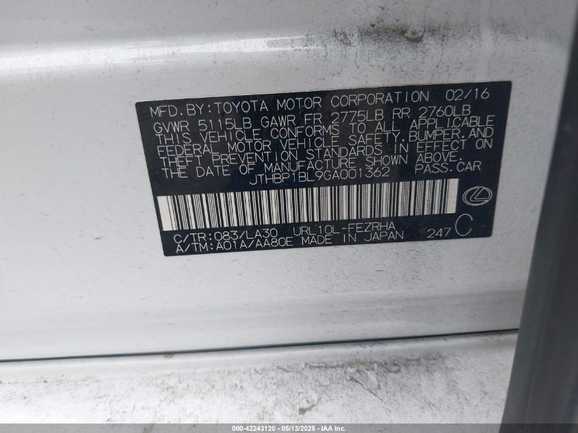 MFD.BY:TOYOTA MOTOR CORPORATION 02/16
GVWR 5115LB GAWR FR 2775LB RR 2760LB
THIS VEHICLE CONFORMS TO ALL APPLICABLE
FEDERAL MOTOR VEHICLE SAFETY,BUMPER,AND
THEFT PREVENTION STANDARDS IN EFFECT ON
THE DATE OF MANUFACTURE SHOWN ABOVE.
JTHBP1BL9GA001362 PASS.CAR
C/TR:083/LA30 URL10L-FEZRHA
A/TM:A01A/AA80E MADE IN JAPAN 247 C
000-42243120 - 05/13/2025 - IAA Inc.